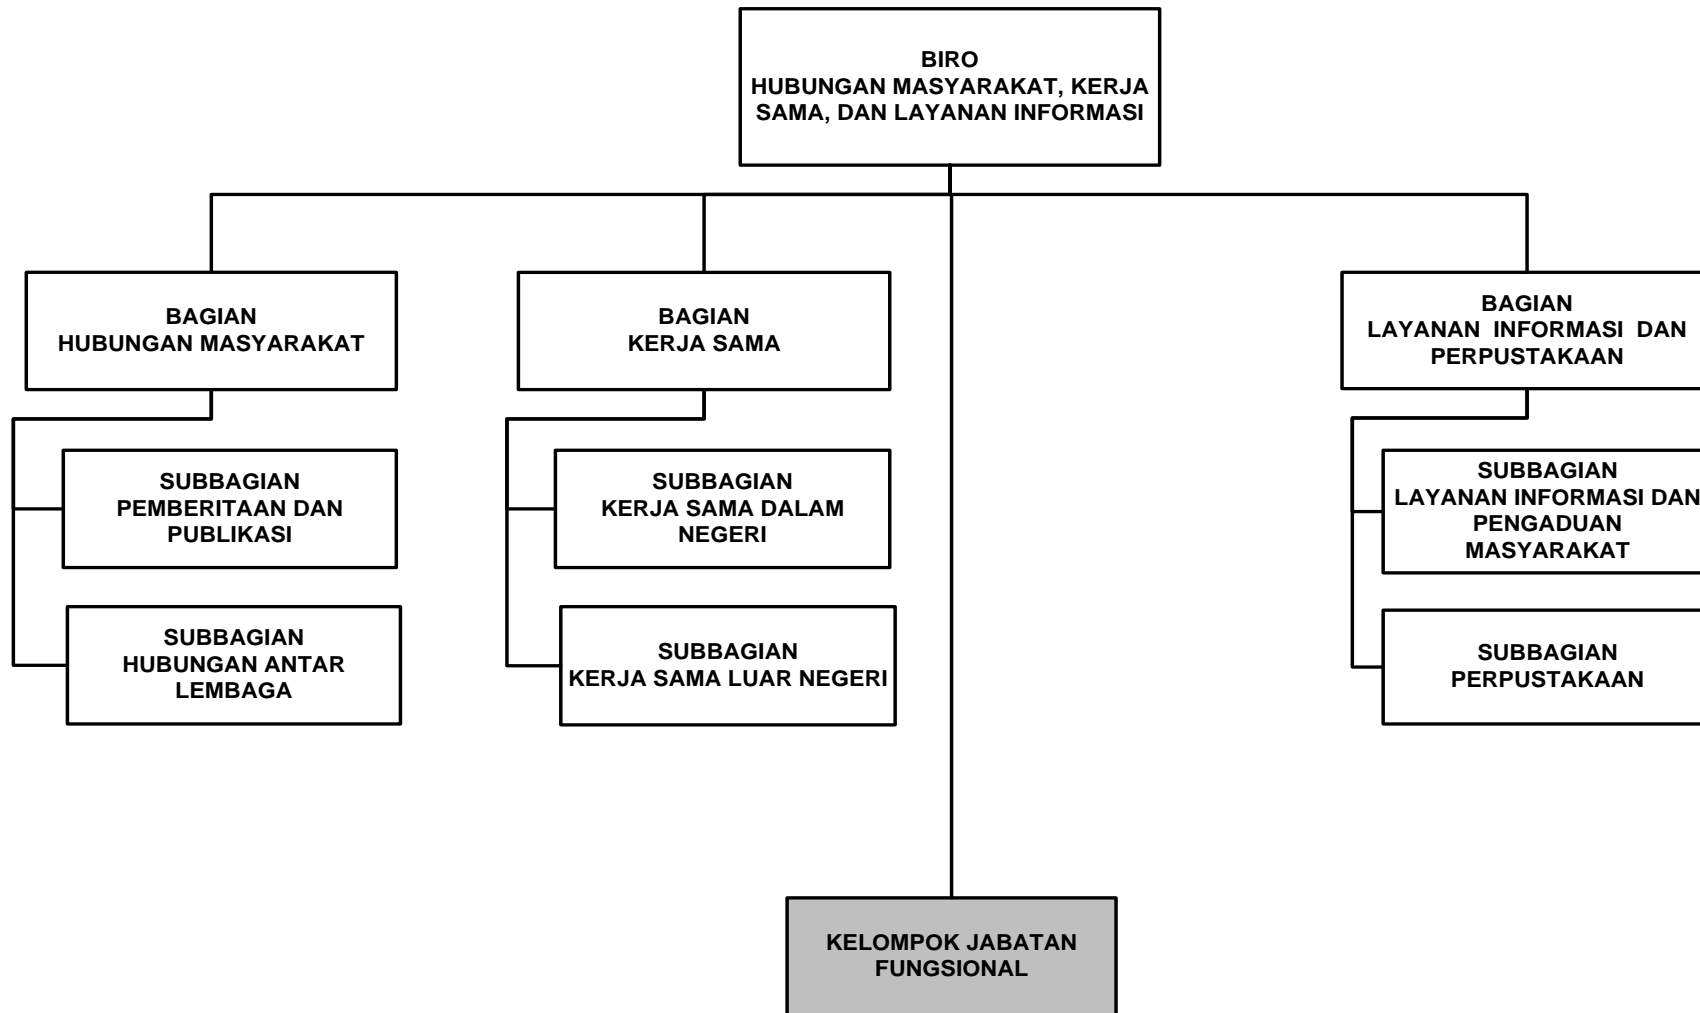 BIRO
HUBUNGAN MASYARAKAT, KERJA
SAMA, DAN LAYANAN INFORMASI
BAGIAN
HUBUNGAN MASYARAKAT
BAGIAN
KERJA SAMA
BAGIAN
LAYANAN INFORMASI DAN
PERPUSTAKAAN
SUBBAGIAN
PEMBERITAAN DAN
PUBLIKASI
SUBBAGIAN
KERJA SAMA DALAM
NEGERI
SUBBAGIAN
LAYANAN INFORMASI DAN
PENGADUAN
MASYARAKAT
SUBBAGIAN
HUBUNGAN ANTAR
LEMBAGA
SUBBAGIAN
KERJA SAMA LUAR NEGERI
SUBBAGIAN
PERPUSTAKAAN
KELOMPOK JABATAN
FUNGSIONAL